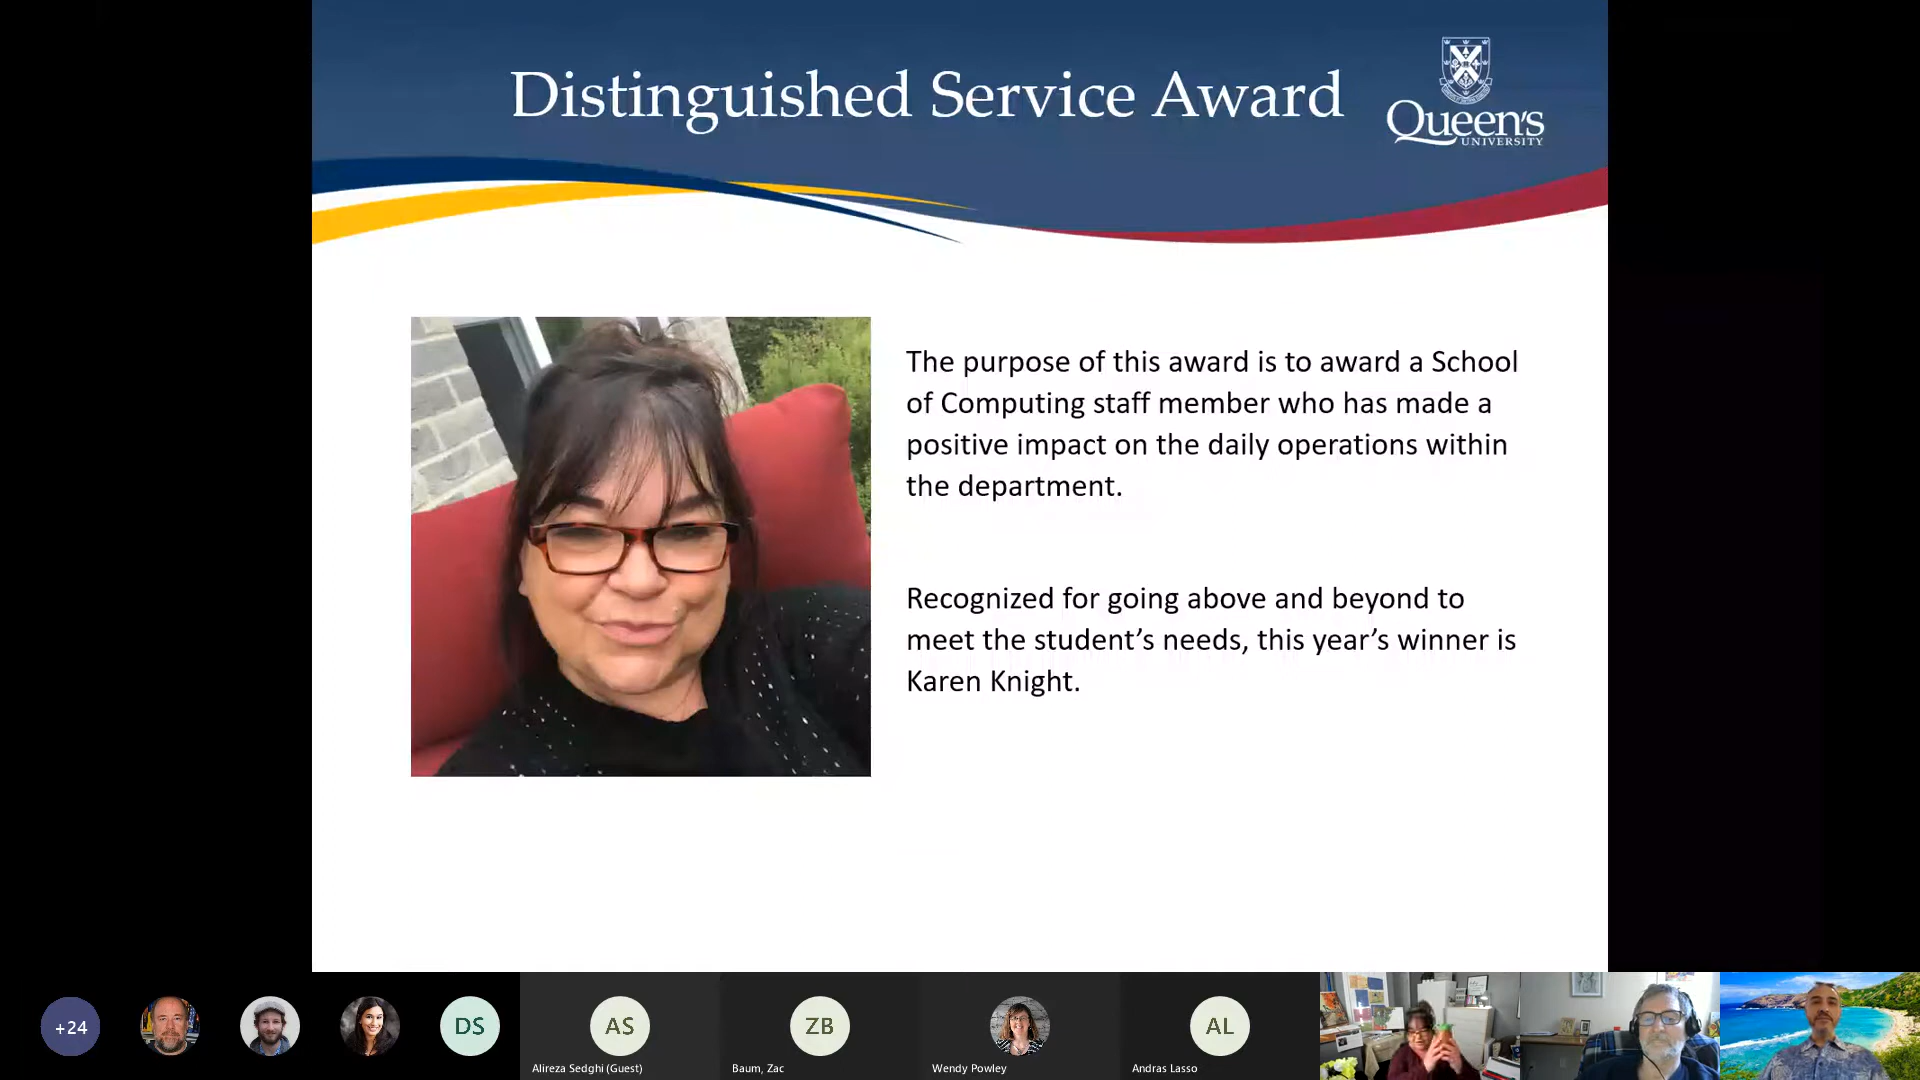 Distinguished Service Award
Queen's
UNIVERSITY
The purpose of this award is to award a School
of Computing staff member who has made a
positive impact on the daily operations within
the department.
Recognized for going above and beyond to
meet the student’s needs, this year’s winner is
Karen Knight.
+24
DS
AS
ZB
AL
Alireza Sedghi (Guest)
Baum, Zac
Wendy Powley
Andras Lasso